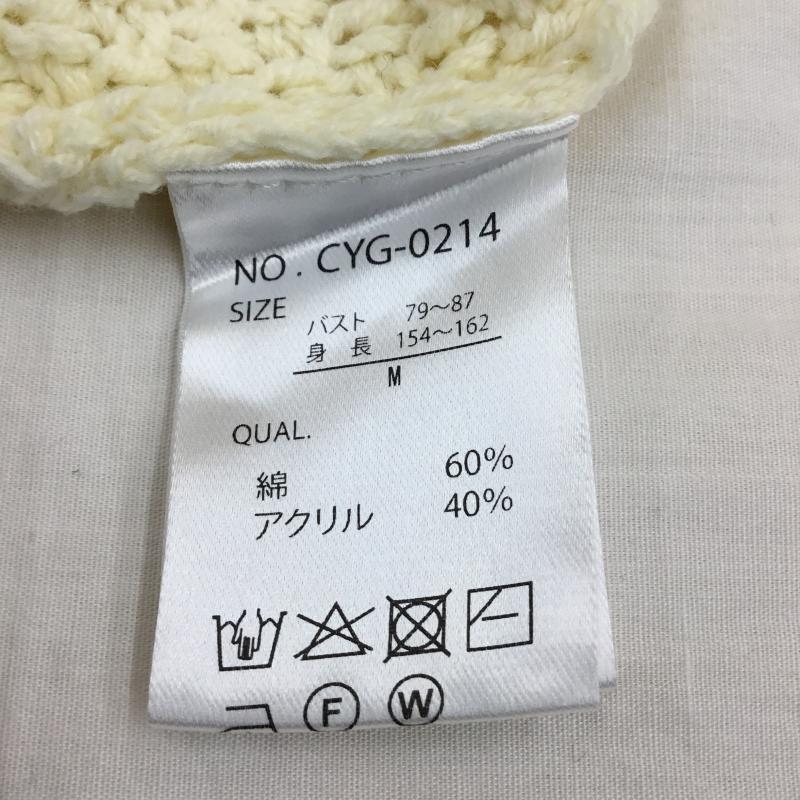 NO. CYG-0214
SIZE
バスト 79〜87
身 長 154〜162
M
QUAL.
綿 60%
アクリル 40%
F W